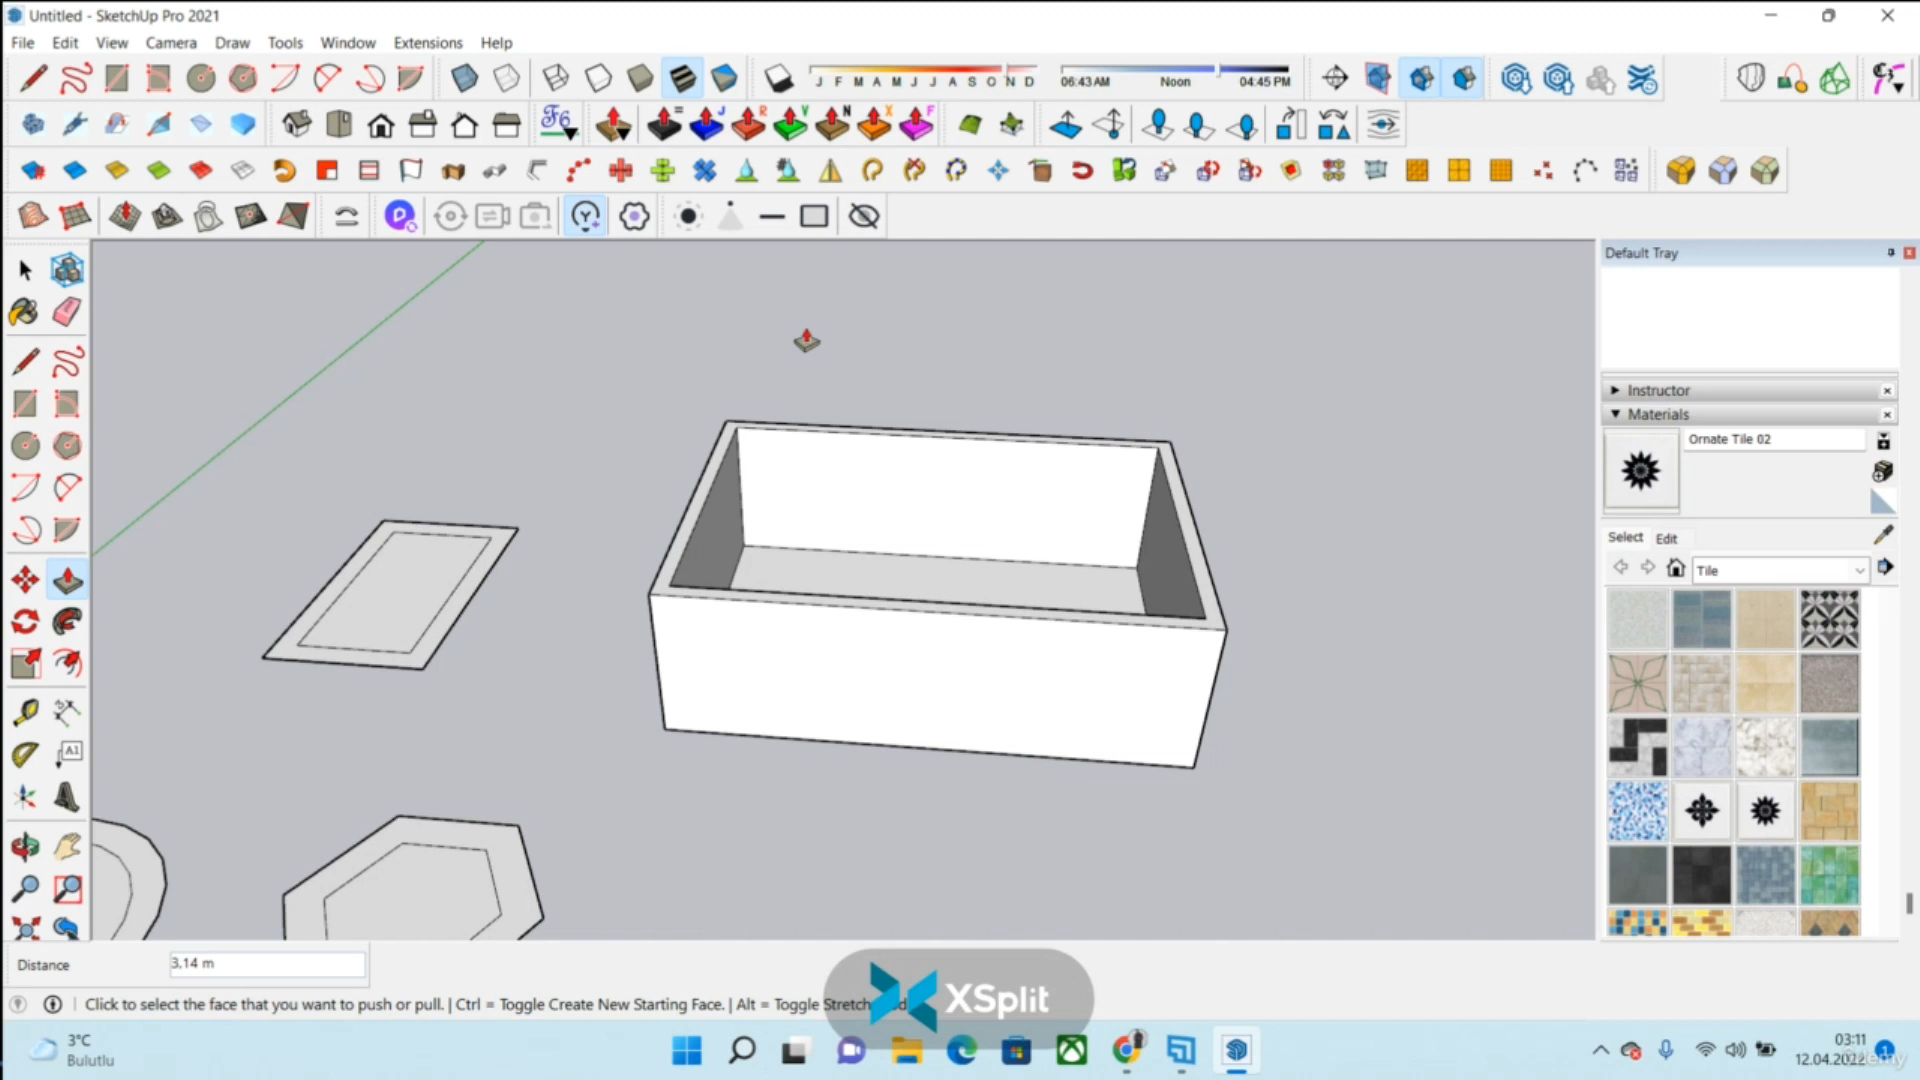 Untitled - SketchUp Pro 2021
File Edit View Camera Draw Tools Window Extensions Help
J F M A M J J A S O N D 06:43 AM Noon 04:45 PM
F6 = J R V N X F
Default Tray
Instructor
Materials
Ornate Tile 02
Select Edit
Tile
A1
Distance 3,14 m
Click to select the face that you want to push or pull. | Ctrl = Toggle Create New Starting Face. | Alt = Toggle Stretch
XSplit
3°C
Bulutlu
03:11
12.04.2022